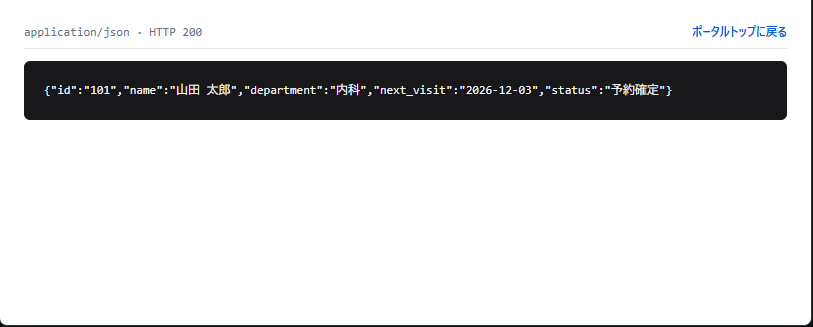 application/json · HTTP 200
ポータルトップに戻る
{"id":"101","name":"山田 太郎","department":"内科","next_visit":"2026-12-03","status":"予約確定"}